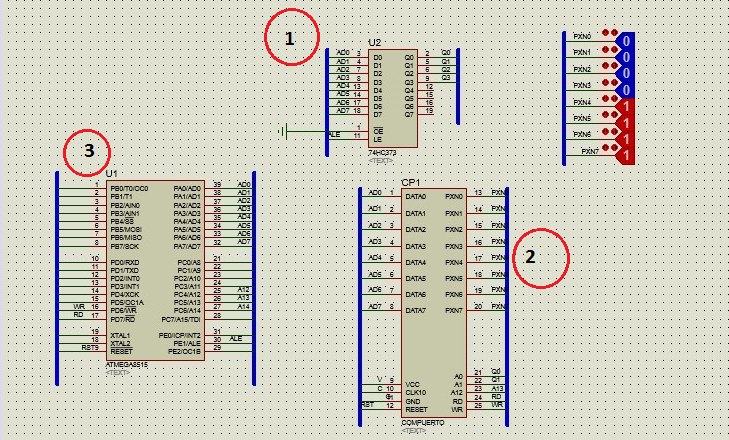 1
U2
AD0 3 D0 Q0 2 Q0
AD1 4 D1 Q1 5 Q1
AD2 7 D2 Q2 6 Q2
AD3 8 D3 Q3 9 Q3
AD4 13 D4 Q4 12
AD5 14 D5 Q5 15
AD6 17 D6 Q6 16
AD7 18 D7 Q7 19
1 OE
ALE 11 LE
74HC373
<TEXT>
PXN0 0
PXN1 0
PXN2 0
PXN3 0
PXN4 1
PXN5 1
PXN6 1
PXN7 1
3
U1
1 PB0/T0/OC0 PA0/AD0 39 AD0
2 PB1/T1 PA1/AD1 38 AD1
3 PB2/AIN0 PA2/AD2 37 AD2
4 PB3/AIN1 PA3/AD3 36 AD3
5 PB4/SS PA4/AD4 35 AD4
6 PB5/MOSI PA5/AD5 34 AD5
7 PB6/MISO PA6/AD6 33 AD6
8 PB7/SCK PA7/AD7 32 AD7
10 PD0/RXD PC0/A8 21
11 PD1/TXD PC1/A9 22
12 PD2/INT0 PC2/A10 23
13 PD3/INT1 PC3/A11 24
14 PD4/XCK PC4/A12 25 A12
15 PD5/OC1A PC5/A13 26 A13
WR 16 PD6/WR PC6/A14 27 A14
RD 17 PD7/RD PC7/A15/TDI 28
19 XTAL1 PE0/ICP/INT2 31
18 XTAL2 PE1/ALE 30 ALE
RST 9 RESET PE2/OC1B 29
ATMEGA8515
<TEXT>
2
CP1
AD0 1 DATA0 PXN0 13 PXN
AD1 2 DATA1 PXN1 14 PXN
AD2 3 DATA2 PXN2 15 PXN
AD3 4 DATA3 PXN3 16 PXN
AD4 5 DATA4 PXN4 17 PXN
AD5 6 DATA5 PXN5 18 PXN
AD6 7 DATA6 PXN6 19 PXN
AD7 8 DATA7 PXN7 20 PXN
A0 21 Q0
V 9 VCC A1 22 Q1
C 10 CLK10 A12 23 A13
G 11 GND RD 24 RD
RST 12 RESET WR 25 WR
COMPUERTO
<TEXT>